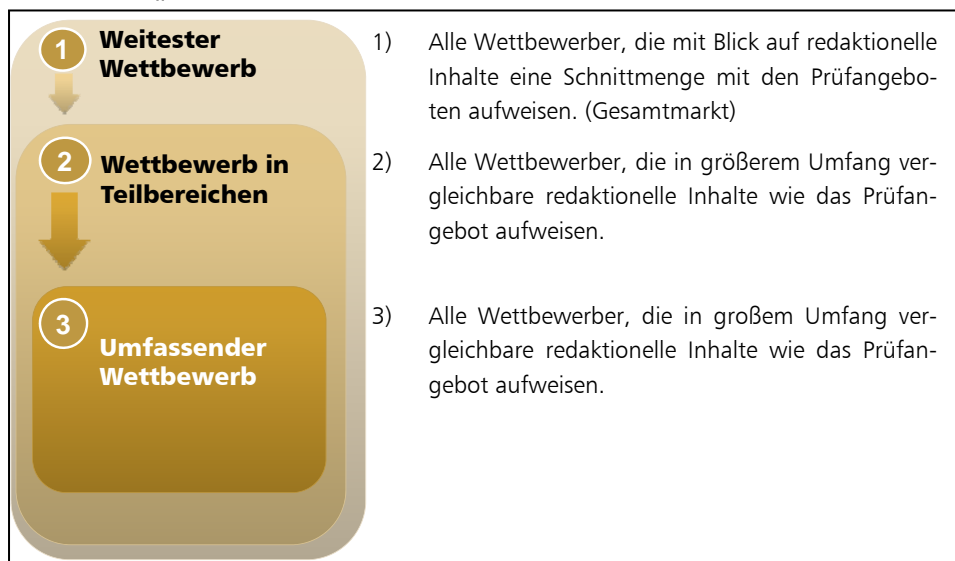 1
Weitester
Wettbewerb
1) Alle Wettbewerber, die mit Blick auf redaktionelle
Inhalte eine Schnittmenge mit den Prüfangebo-
ten aufweisen. (Gesamtmarkt)
2
Wettbewerb in
Teilbereichen
2) Alle Wettbewerber, die in größerem Umfang ver-
gleichbare redaktionelle Inhalte wie das Prüfan-
gebot aufweisen.
3
Umfassender
Wettbewerb
3) Alle Wettbewerber, die in großem Umfang ver-
gleichbare redaktionelle Inhalte wie das Prüfan-
gebot aufweisen.